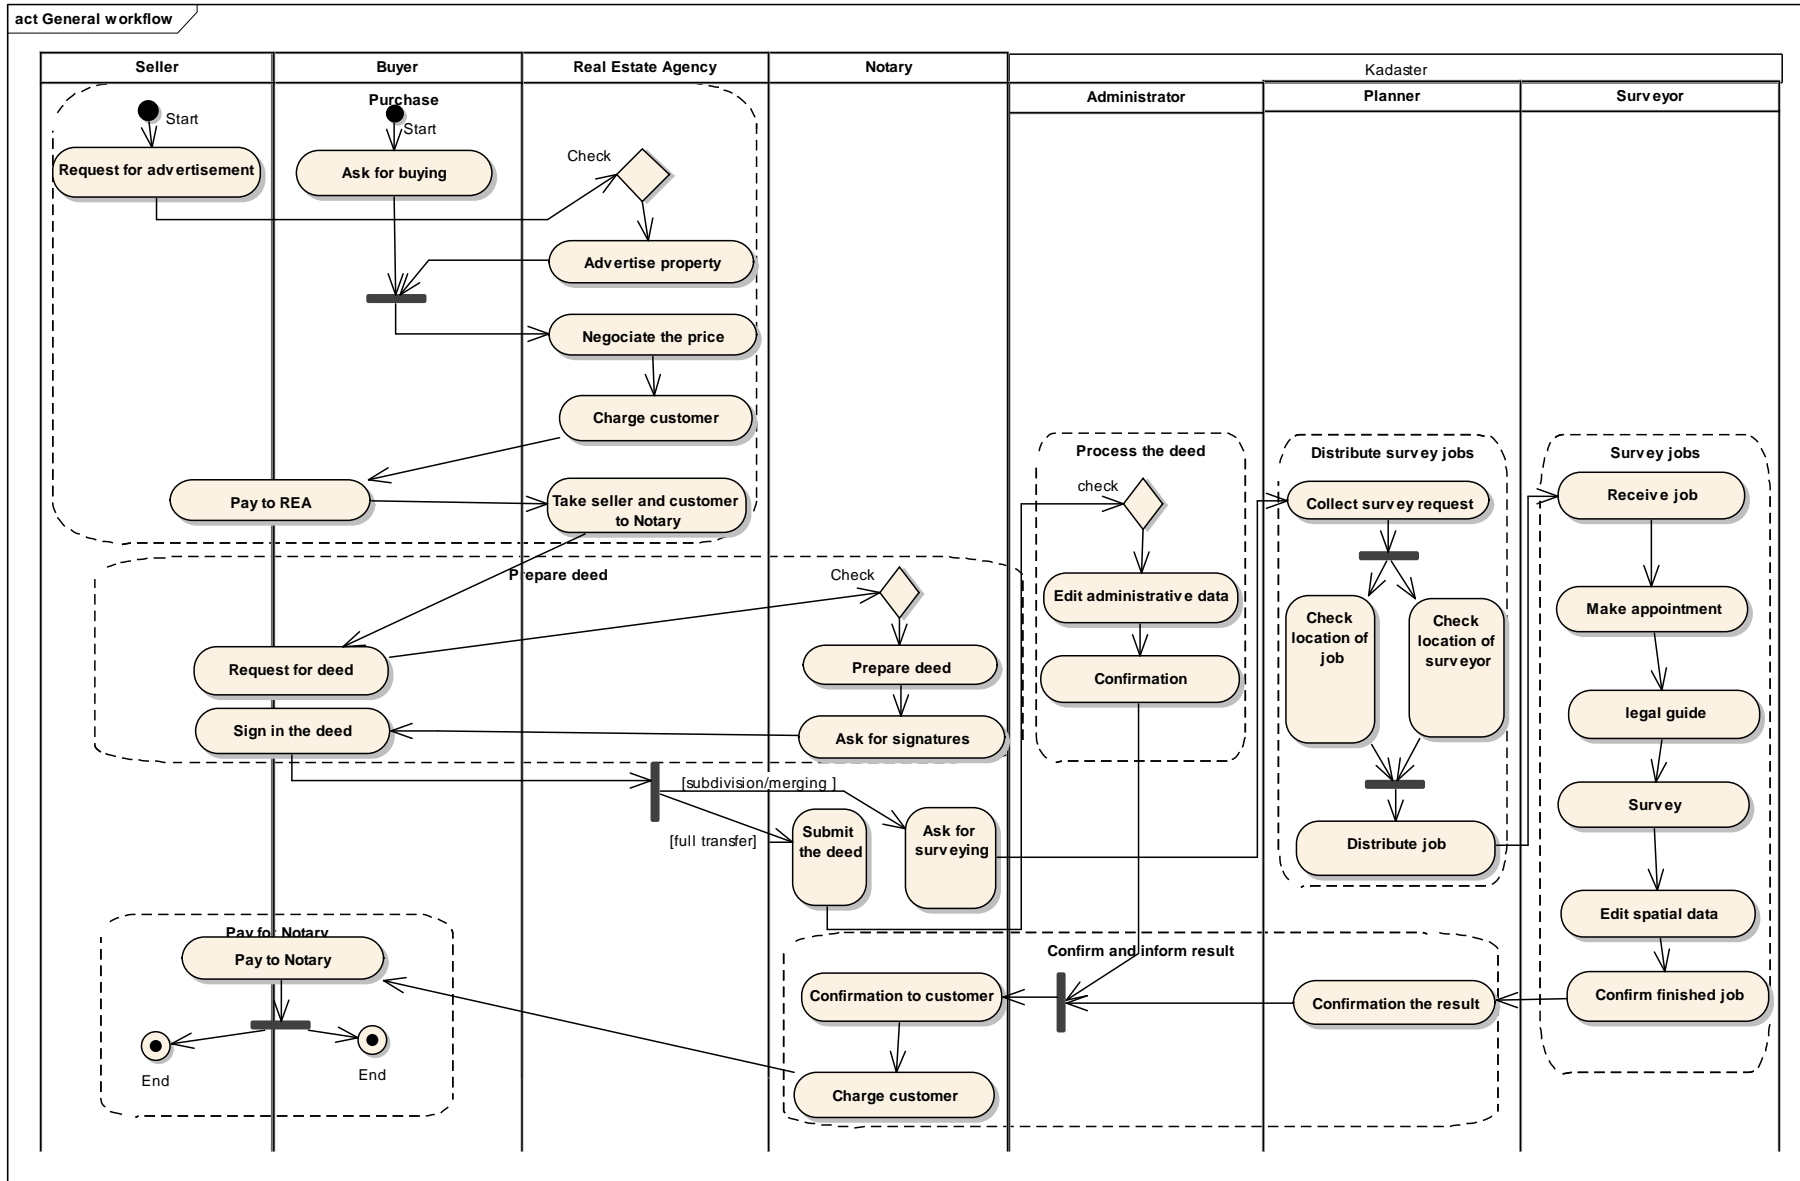 act General workflow
Seller
Buyer
Real Estate Agency
Notary
Kadaster
Administrator
Planner
Surveyor
Purchase
Start
Start
Request for advertisement
Ask for buying
Check
Advertise property
Negociate the price
Charge customer
Pay to REA
Take seller and customer
to Notary
Prepare deed
Check
Request for deed
Prepare deed
Sign in the deed
Ask for signatures
[subdivision/merging ]
[full transfer]
Submit
the deed
Ask for
surveying
Process the deed
check
Edit administrative data
Confirmation
Distribute survey jobs
Collect survey request
Check
location of
job
Check
location of
surveyor
Distribute job
Survey jobs
Receive job
Make appointment
legal guide
Survey
Edit spatial data
Confirm finished job
Pay for Notary
Pay to Notary
End
End
Confirm and inform result
Confirmation to customer
Confirmation the result
Charge customer